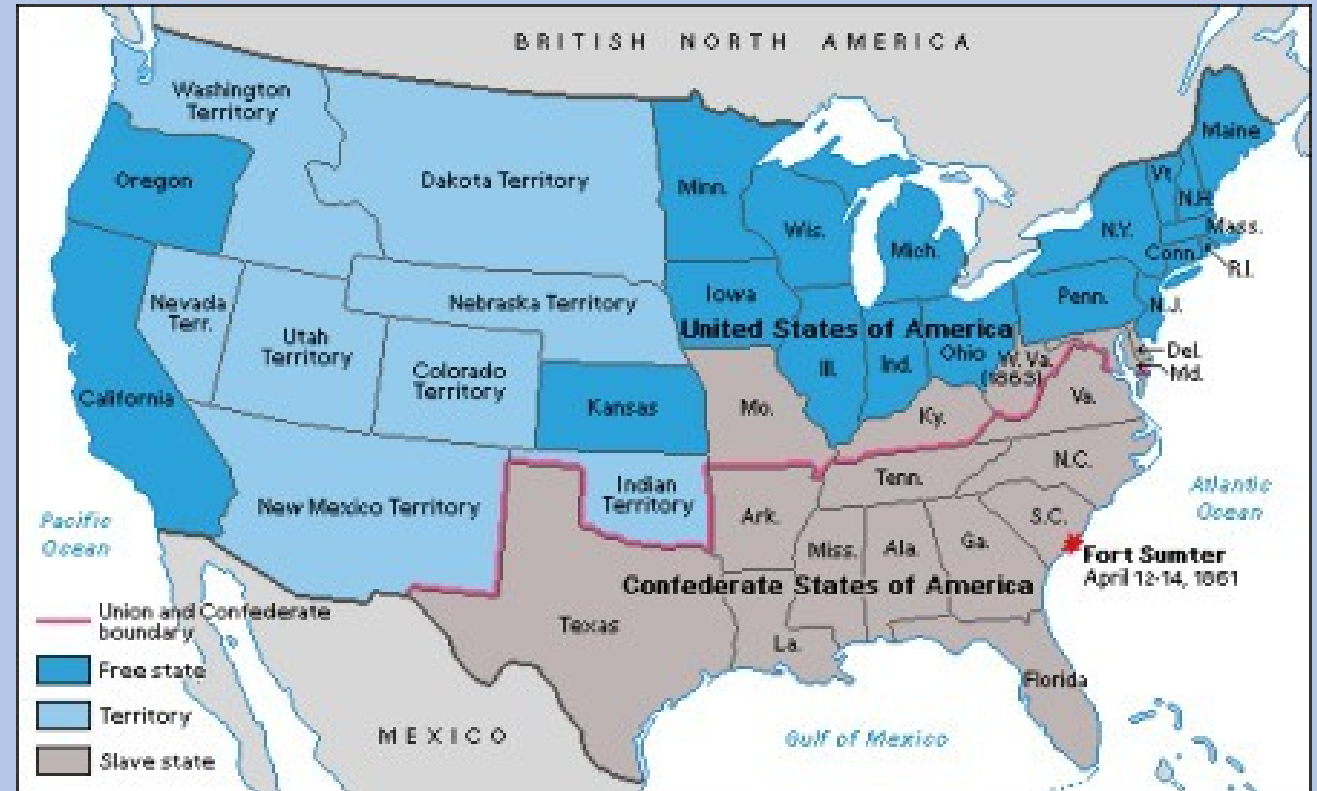 BRITISH NORTH AMERICA
Washington
Territory
Maine
Oregon
Dakota Territory
Minn.
Vt.
N.H.
Wis.
Mich.
N.Y.
Mass.
Conn.
R.I.
Nevada
Terr.
Nebraska Territory
Iowa
Penn.
N.J.
Utah
Territory
United States of America
Colorado
Territory
Ill.
Ind.
Ohio
W. Va.
(1863)
Del.
Md.
California
Kansas
Mo.
Ky.
Va.
N.C.
Tenn.
Pacific
Ocean
New Mexico Territory
Indian
Territory
Ark.
S.C.
Atlantic
Ocean
Miss.
Ala.
Ga.
Fort Sumter
April 12-14, 1861
Confederate States of America
Union and Confederate
boundary
Texas
La.
Free state
Florida
Territory
MEXICO
Gulf of Mexico
Slave state